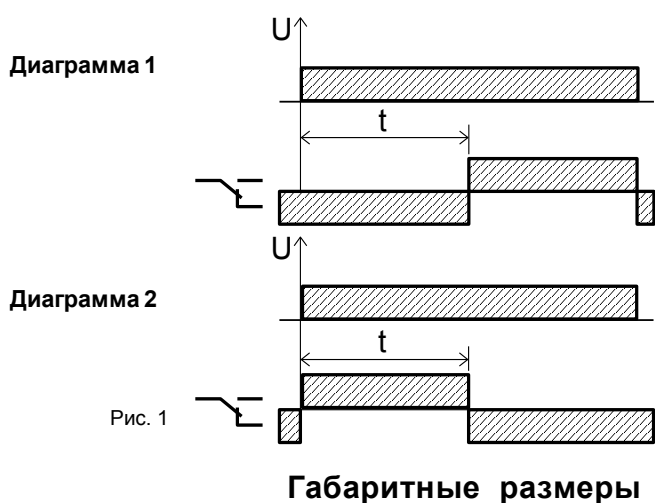 U
Диаграмма 1
t
U
Диаграмма 2
t
Рис. 1
Габаритные размеры